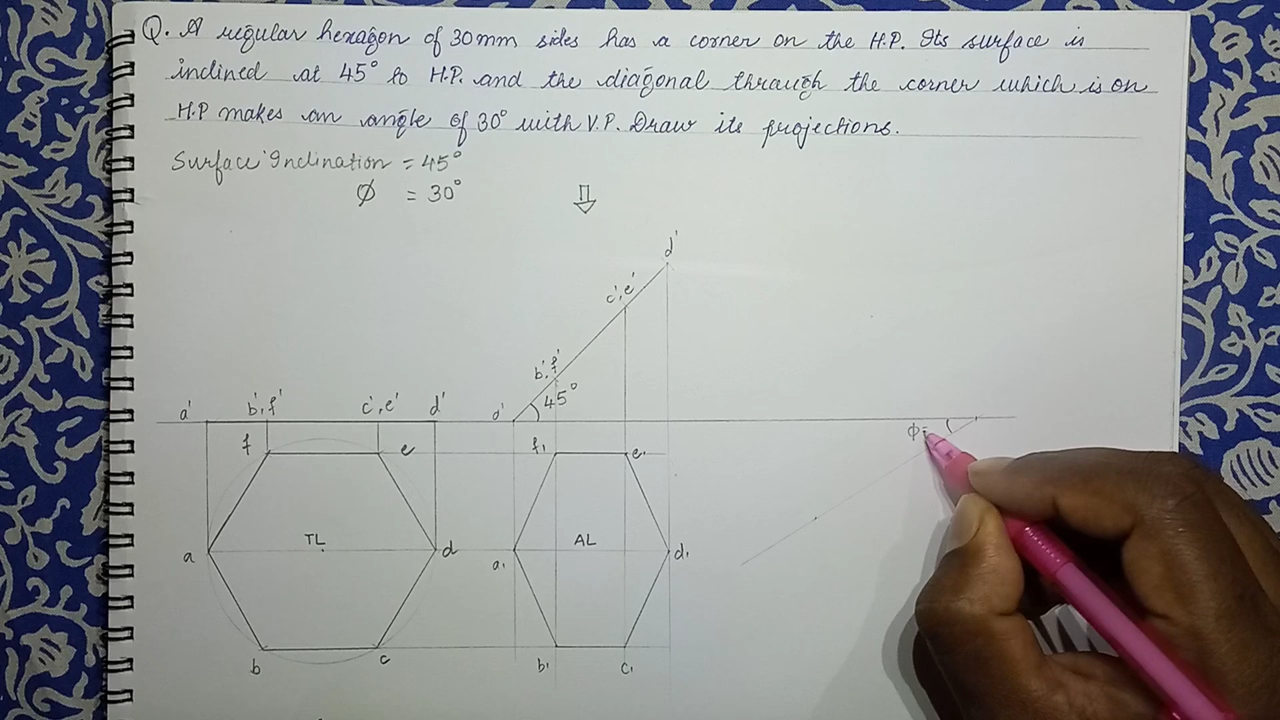 Q. A regular hexagon of 30mm sides has a corner on the H.P. Its surface is
inclined at 45° to H.P. and the diagonal through the corner which is on
H.P makes an angle of 30° with V.P. Draw its projections.
Surface Inclination = 45°
Ø = 30°
d'
c', e'
b', f'
45°
a' b', f' c', e' d' a'
Φ=
f e f₁ e₁
TL AL
a d a₁ d₁
b c b₁ c₁